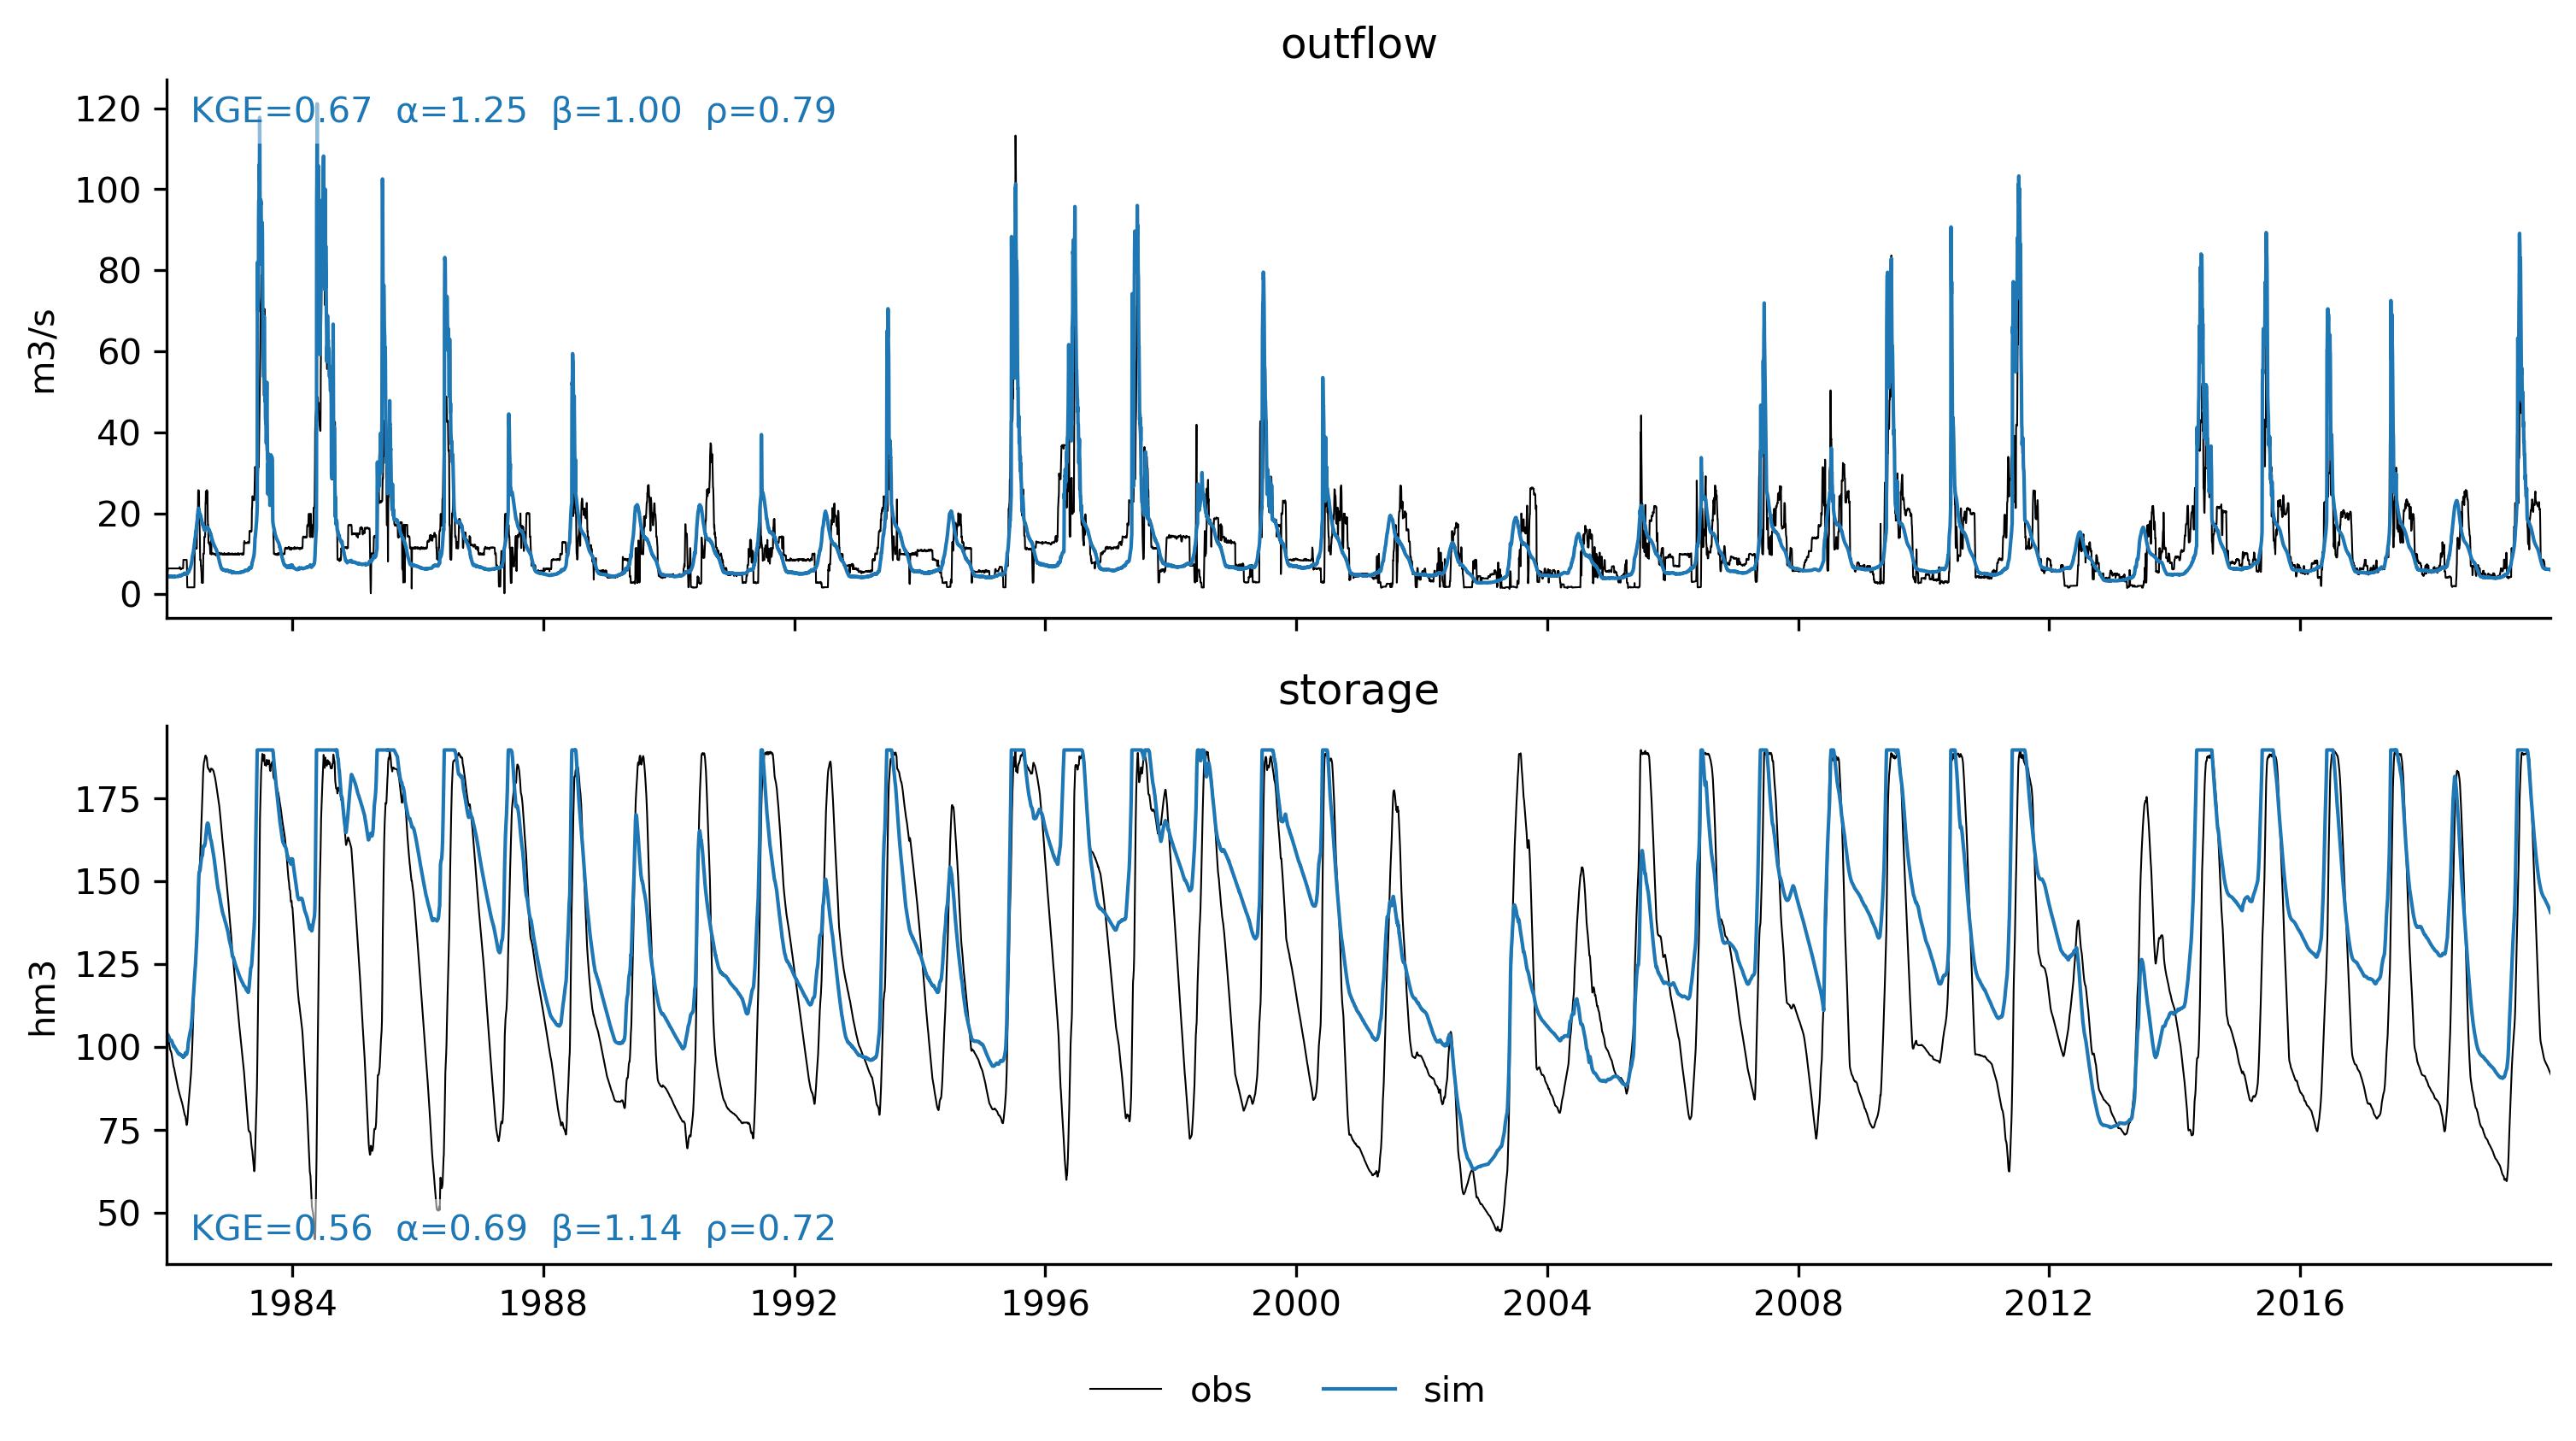 outflow
120
100
80
60
40
20
0
m3/s
KGE=0.67 α=1.25 β=1.00 ρ=0.79
storage
175
150
125
100
75
50
hm3
KGE=0.56 α=0.69 β=1.14 ρ=0.72
1984 1988 1992 1996 2000 2004 2008 2012 2016
obs sim